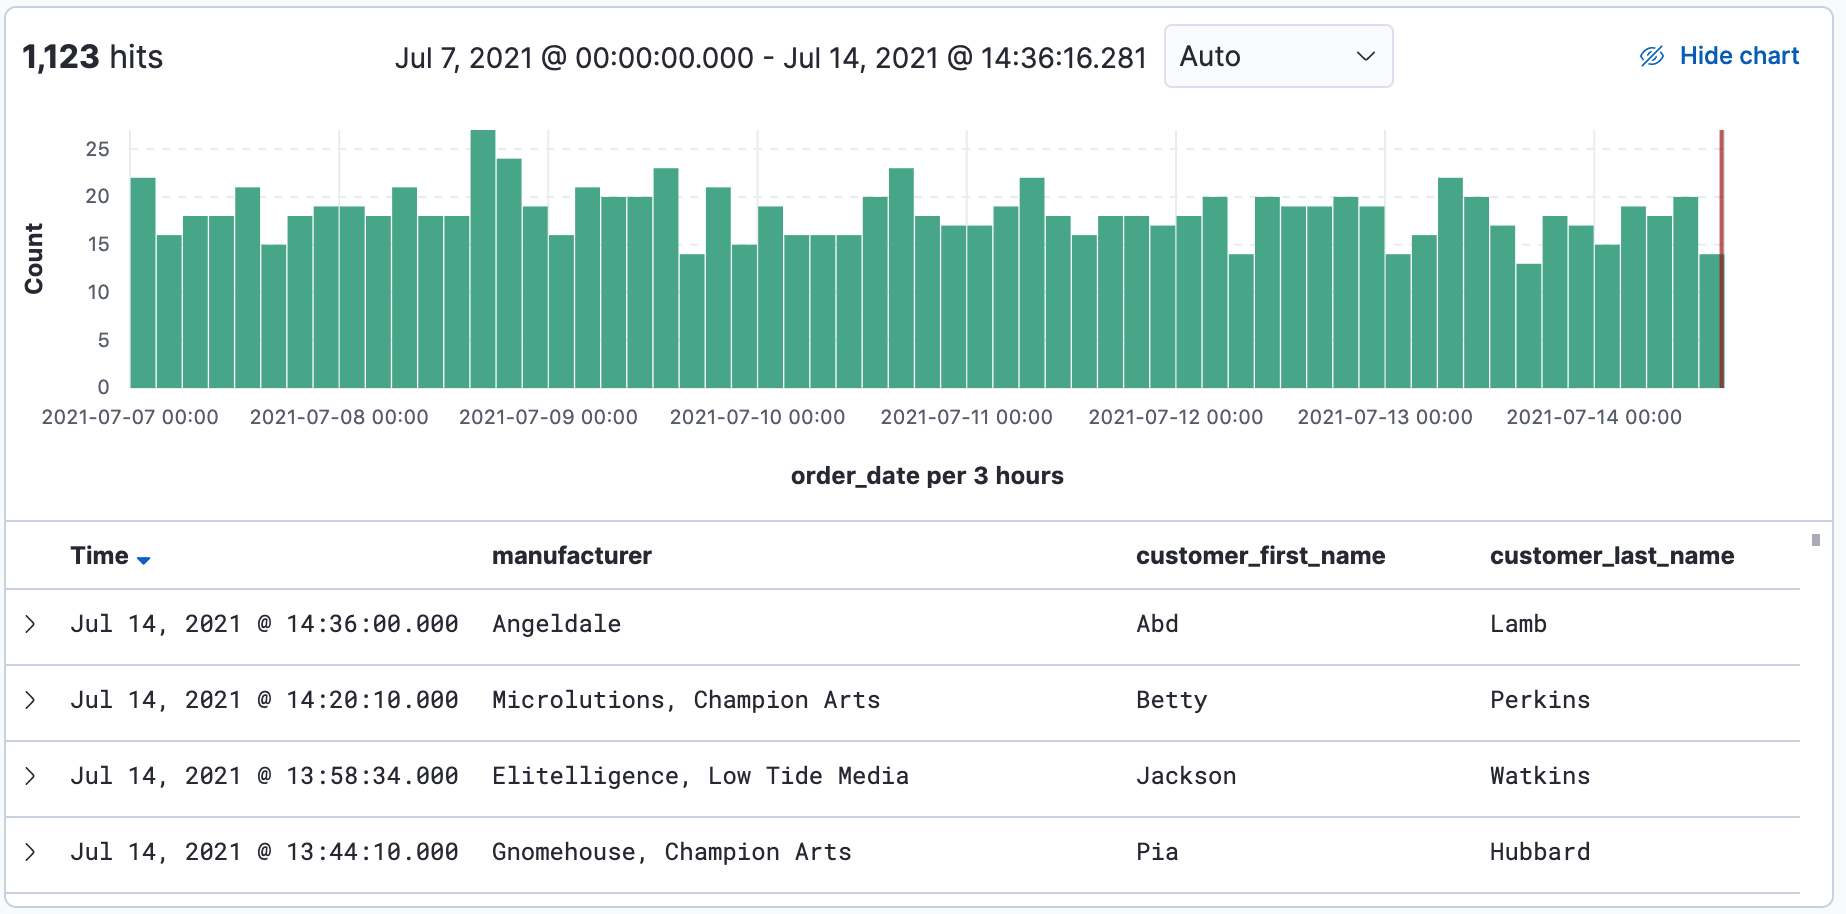 1,123 hits Jul 7, 2021 @ 00:00:00.000 - Jul 14, 2021 @ 14:36:16.281 Auto Hide chart
25
20
15
10
5
0
Count
2021-07-07 00:00 2021-07-08 00:00 2021-07-09 00:00 2021-07-10 00:00 2021-07-11 00:00 2021-07-12 00:00 2021-07-13 00:00 2021-07-14 00:00
order_date per 3 hours
Time manufacturer customer_first_name customer_last_name
Jul 14, 2021 @ 14:36:00.000 Angeldale Abd Lamb
Jul 14, 2021 @ 14:20:10.000 Microlutions, Champion Arts Betty Perkins
Jul 14, 2021 @ 13:58:34.000 Elitelligence, Low Tide Media Jackson Watkins
Jul 14, 2021 @ 13:44:10.000 Gnomehouse, Champion Arts Pia Hubbard